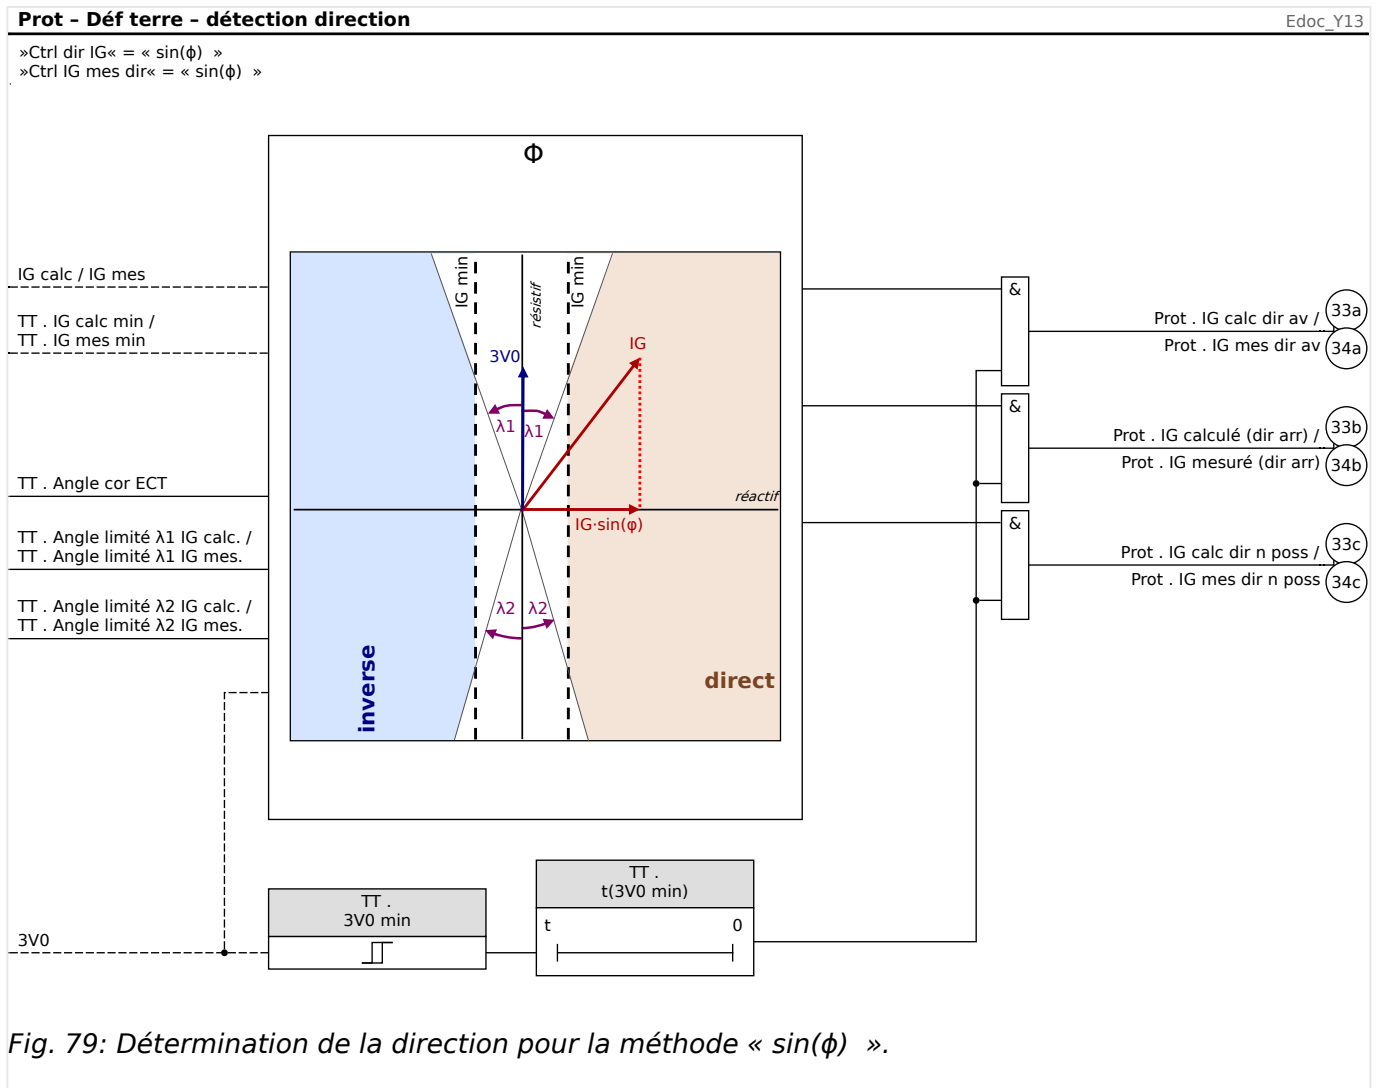 Prot – Déf terre – détection direction
Edoc_Y13
»Ctrl dir IG« = « sin(ϕ)  »
»Ctrl IG mes dir« = « sin(ϕ)  »
Φ
IG calc / IG mes
TT . IG calc min /
TT . IG mes min
TT . Angle cor ECT
TT . Angle limité λ1 IG calc. /
TT . Angle limité λ1 IG mes.
TT . Angle limité λ2 IG calc. /
TT . Angle limité λ2 IG mes.
3V0
IG min
résistif
IG min
3V0
IG
λ1
λ1
réactif
IG·sin(φ)
λ2
λ2
inverse
direct
&
Prot . IG calc dir av /
Prot . IG mes dir av
33a
34a
&
Prot . IG calculé (dir arr) /
Prot . IG mesuré (dir arr)
33b
34b
&
Prot . IG calc dir n poss /
Prot . IG mes dir n poss
33c
34c
TT .
3V0 min
TT .
t(3V0 min)
t
0
Fig. 79: Détermination de la direction pour la méthode « sin(ϕ)  ».